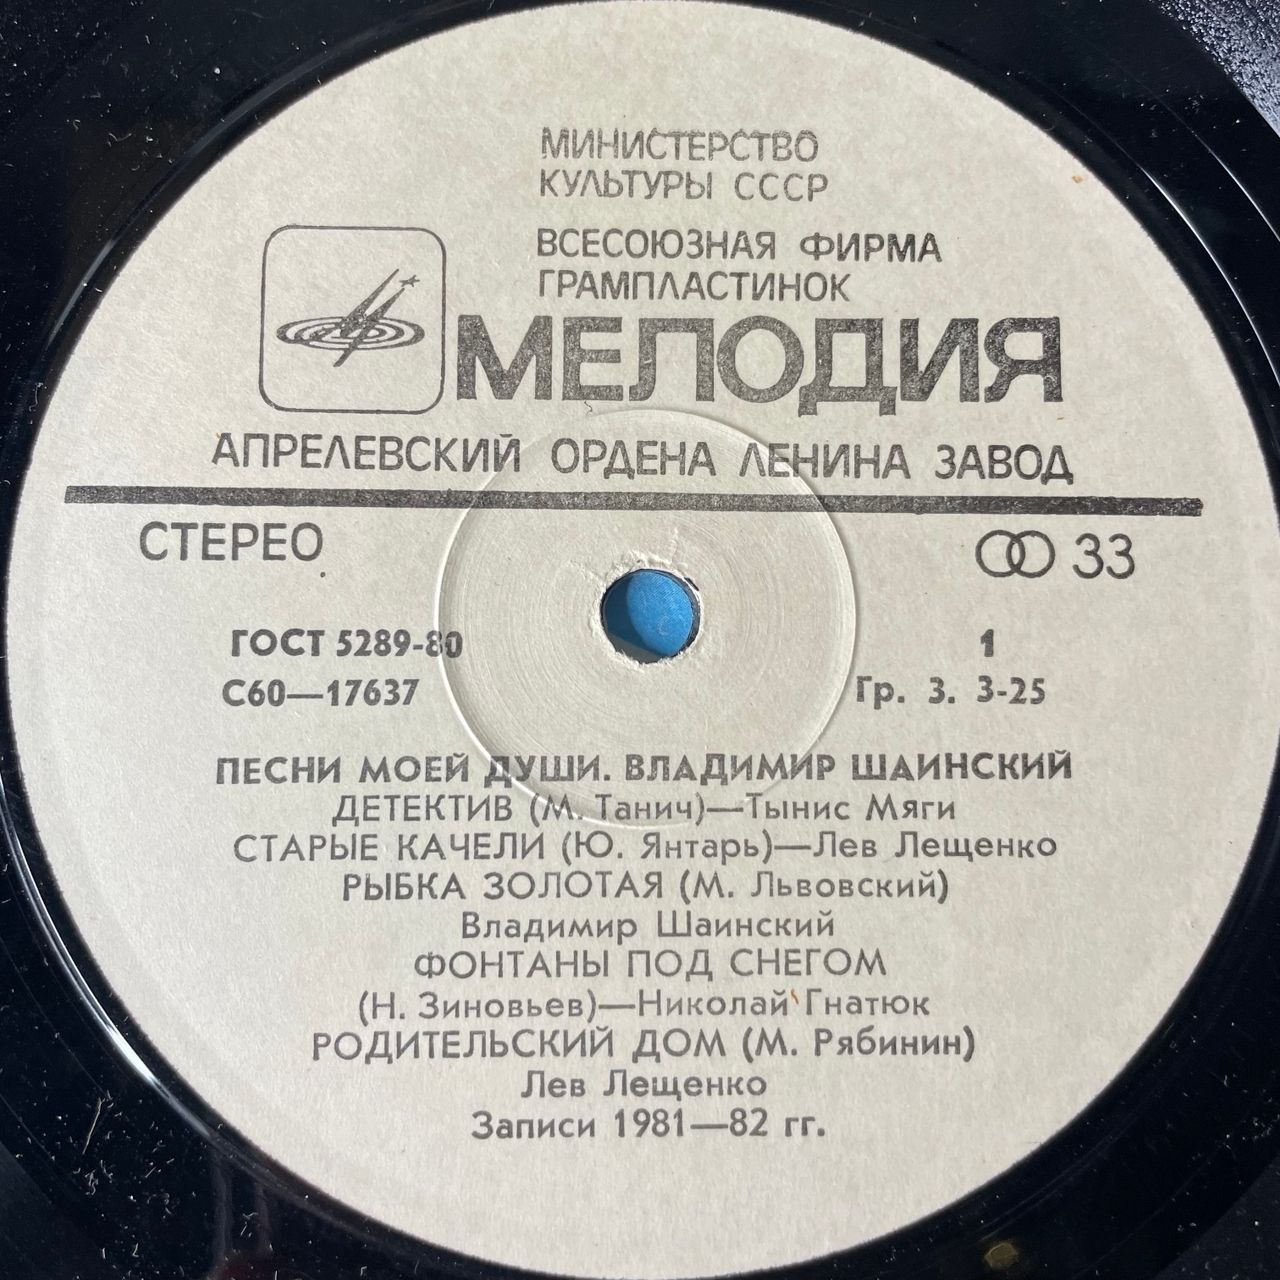 МИНИСТЕРСТВО
КУЛЬТУРЫ СССР
ВСЕСОЮЗНАЯ ФИРМА
ГРАМПЛАСТИНОК
МЕЛОДИЯ
АПРЕЛЕВСКИЙ ОРДЕНА ЛЕНИНА ЗАВОД
СТЕРЕО 33
ГОСТ 5289-80 1
С60—17637 Гр. 3. 3-25
ПЕСНИ МОЕЙ ДУШИ. ВЛАДИМИР ШАИНСКИЙ
ДЕТЕКТИВ (М. Танич)—Тынис Мяги
СТАРЫЕ КАЧЕЛИ (Ю. Янтарь)—Лев Лещенко
РЫБКА ЗОЛОТАЯ (М. Львовский)
Владимир Шаинский
ФОНТАНЫ ПОД СНЕГОМ
(Н. Зиновьев)—Николай Гнатюк
РОДИТЕЛЬСКИЙ ДОМ (М. Рябинин)
Лев Лещенко
Записи 1981—82 гг.